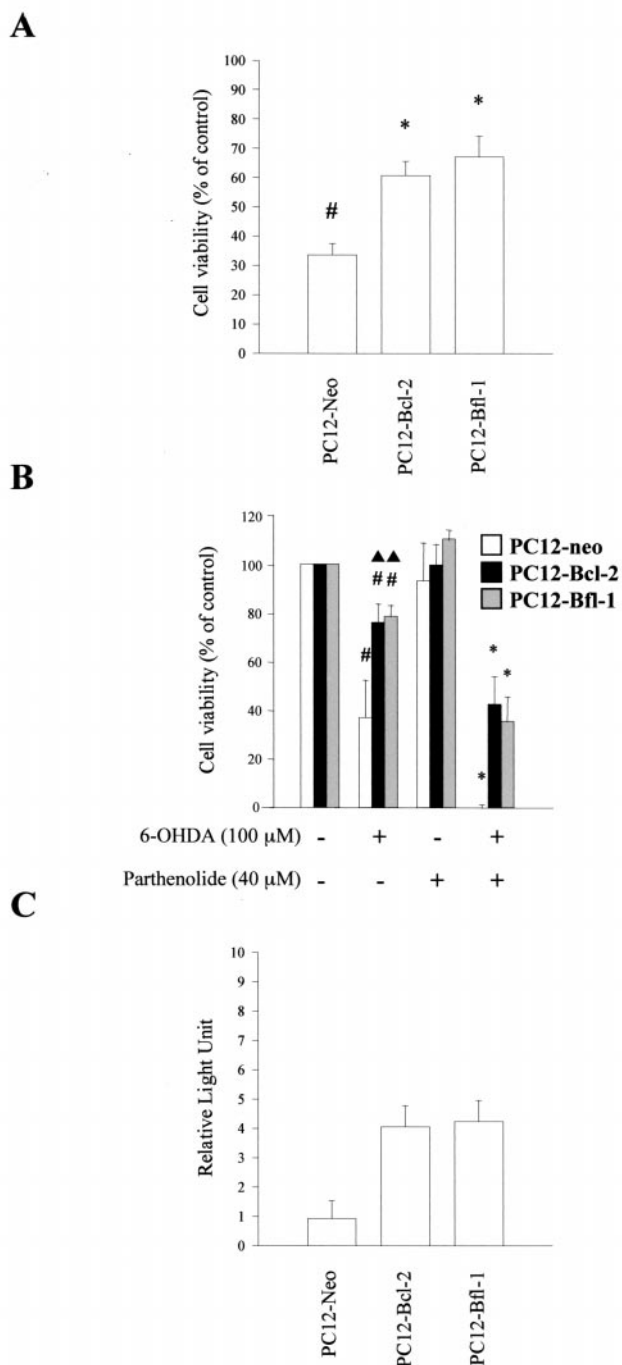 A
Cell viability (% of control)
100
90
80
70
60
50
40
30
20
10
0
#
*
*
PC12-Neo
PC12-Bcl-2
PC12-Bfl-1
B
Cell viability (% of control)
120
100
80
60
40
20
0
▲▲
# #
#
*
*
*
PC12-neo
PC12-Bcl-2
PC12-Bfl-1
6-OHDA (100 μM) - + - +
Parthenolide (40 μM) - - + +
C
Relative Light Unit
10
9
8
7
6
5
4
3
2
1
0
PC12-Neo
PC12-Bcl-2
PC12-Bfl-1